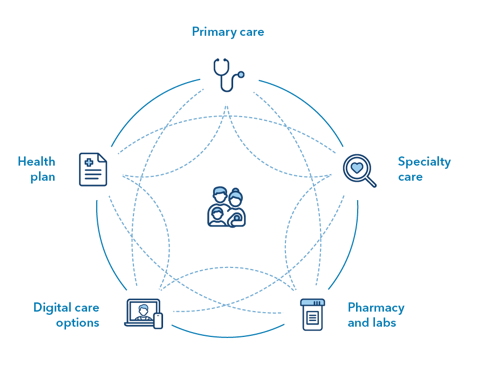 Primary care
Health
plan
Specialty
care
Digital care
options
Pharmacy
and labs